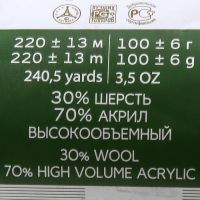 220 ± 13 м 100 ± 6 г
220 ± 13 m 100 ± 6 g
240,5 yards 3,5 OZ
30% ШЕРСТЬ
70% АКРИЛ
ВЫСОКООБЪЕМНЫЙ
30% WOOL
70% HIGH VOLUME ACRYLIC